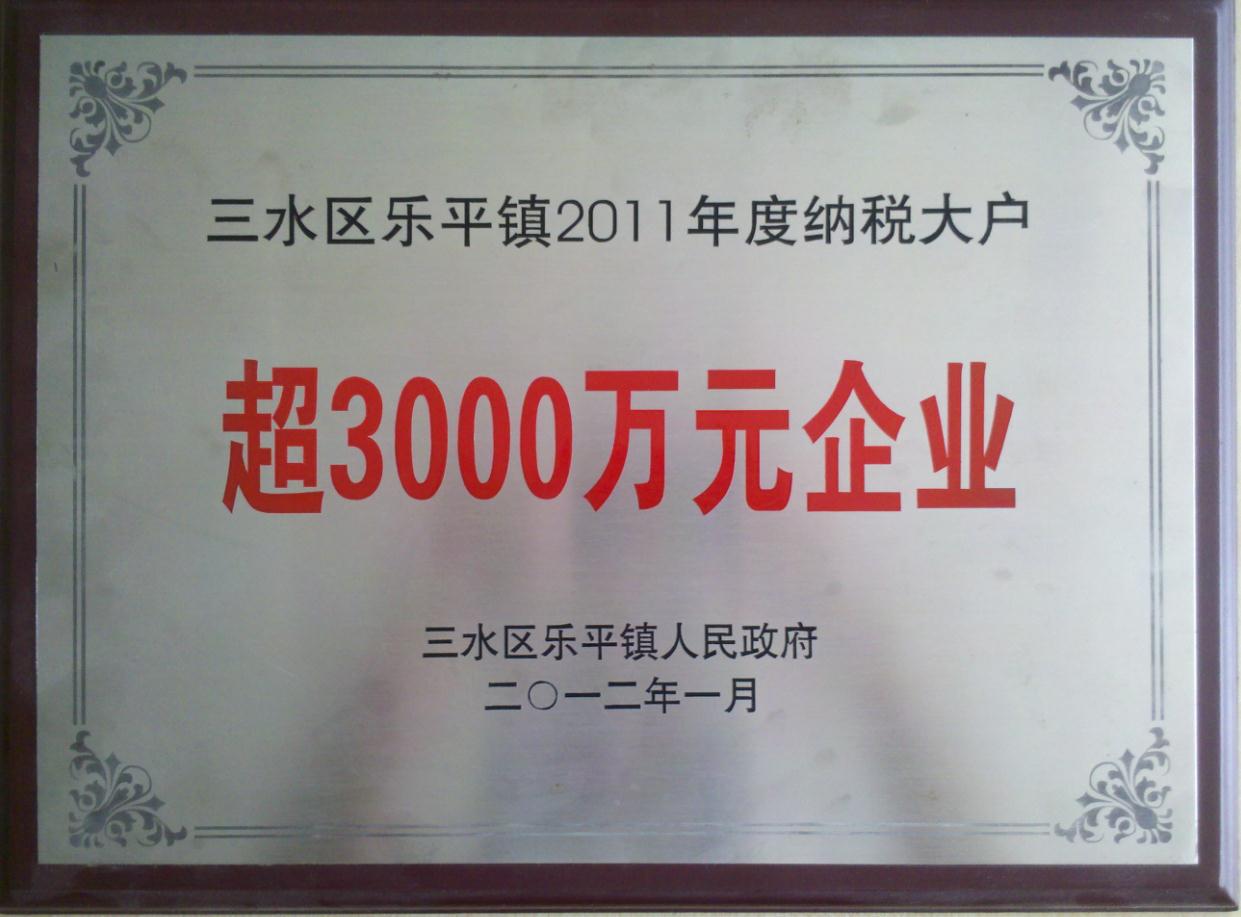 三水区乐平镇2011年度纳税大户
超3000万元企业
三水区乐平镇人民政府
二〇一二年一月